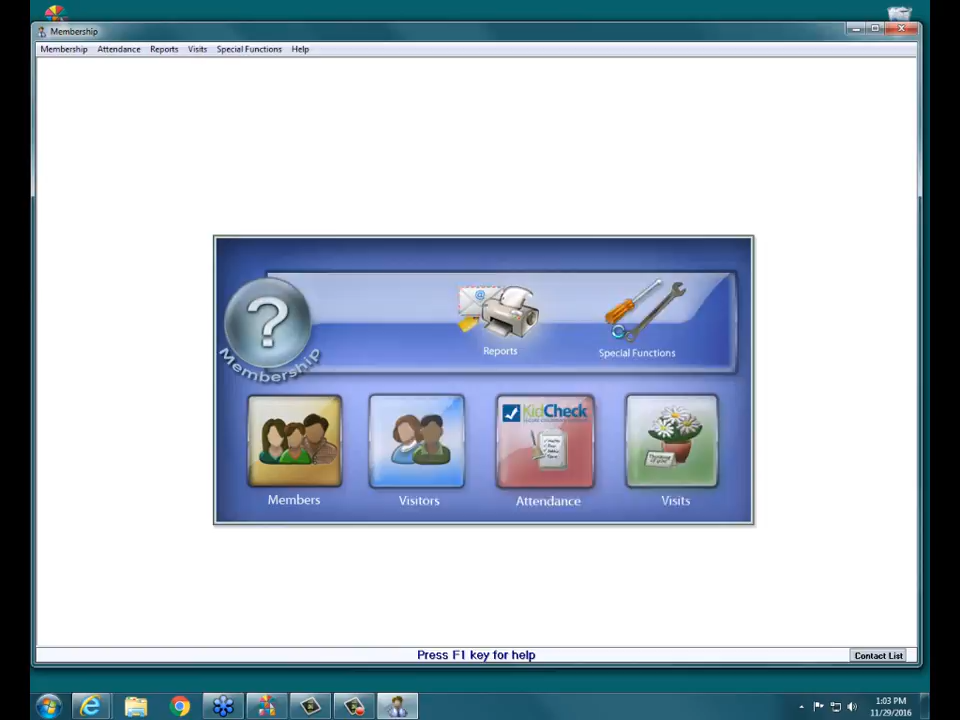 Membership
Membership Attendance Reports Visits Special Functions Help
Reports
Special Functions
Membership
KidCheck
Members
Visitors
Attendance
Visits
Press F1 key for help
Contact List
1:03 PM
11/29/2016